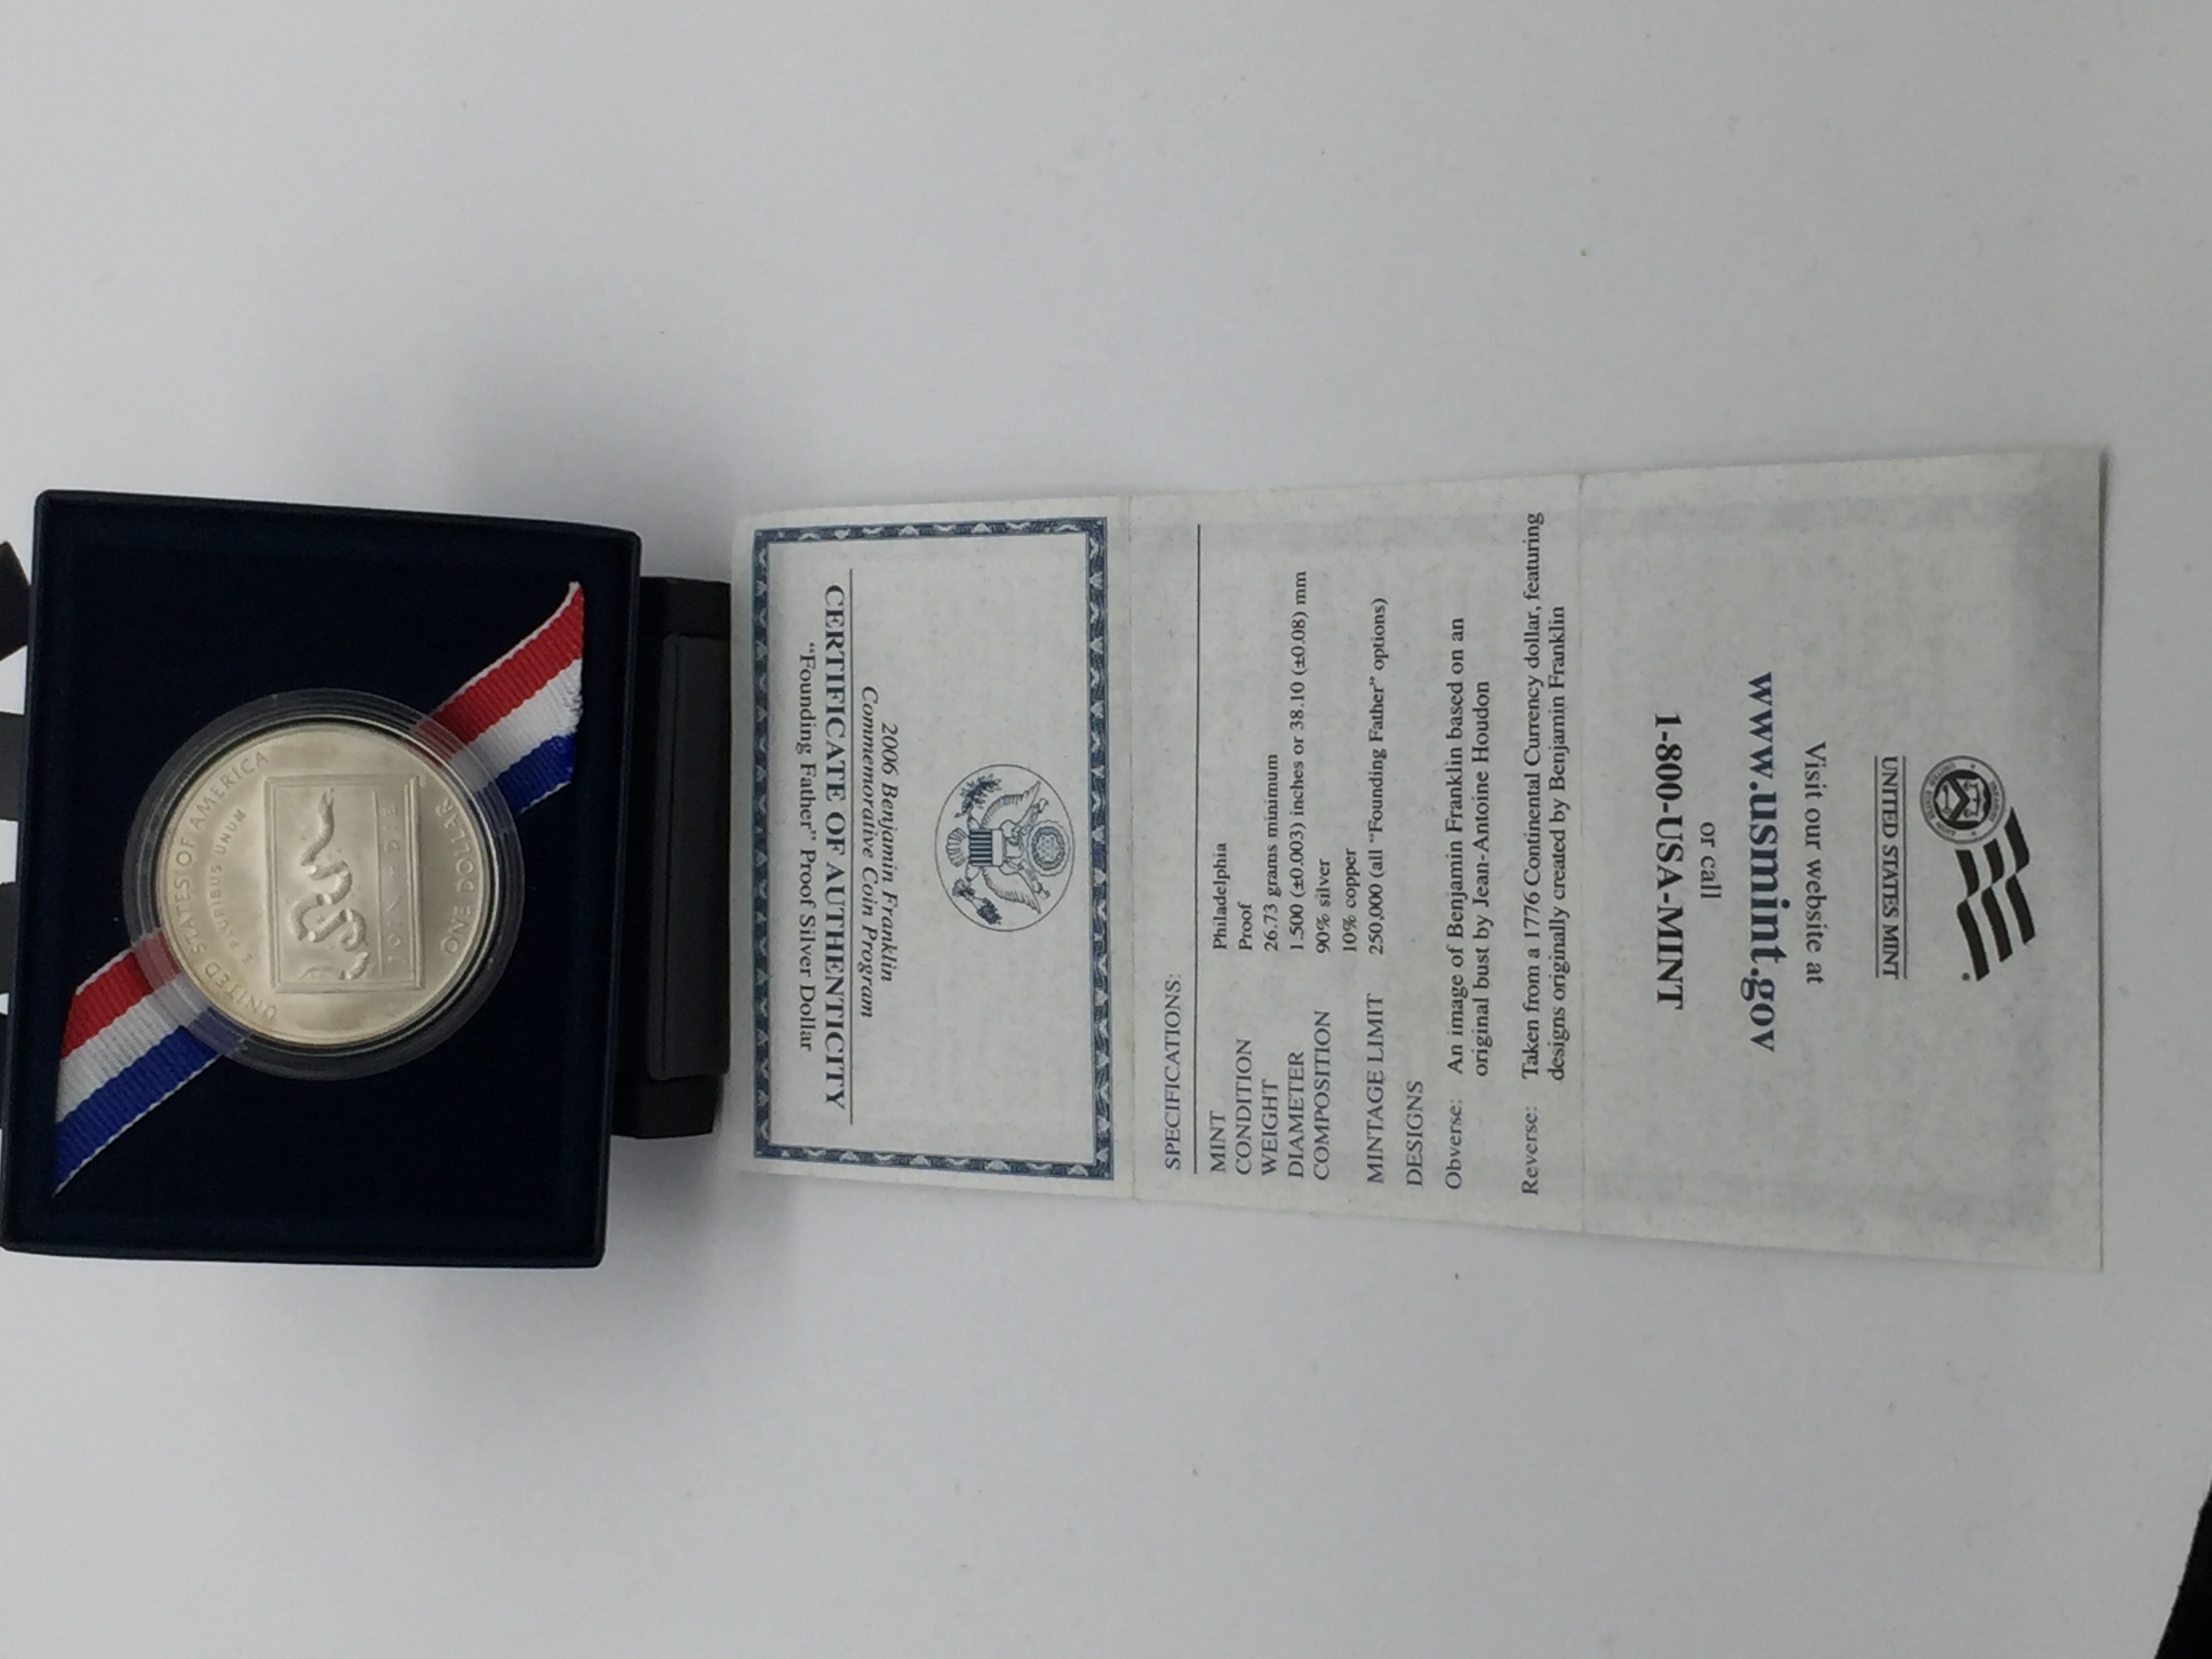 UNITED STATES OF AMERICA
E PLURIBUS UNUM
JOIN DIE
ONE DOLLAR
2006 Benjamin Franklin
Commemorative Coin Program
CERTIFICATE OF AUTHENTICITY
“Founding Father” Proof Silver Dollar
SPECIFICATIONS:
MINT Philadelphia
CONDITION Proof
WEIGHT 26.73 grams minimum
DIAMETER 1.500 (±0.003) inches or 38.10 (±0.08) mm
COMPOSITION 90% silver
10% copper
MINTAGE LIMIT 250,000 (all “Founding Father” options)
DESIGNS
Obverse: An image of Benjamin Franklin based on an
original bust by Jean-Antoine Houdon
Reverse: Taken from a 1776 Continental Currency dollar, featuring
designs originally created by Benjamin Franklin
UNITED STATES MINT
Visit our website at
www.usmint.gov
or call
1-800-USA-MINT